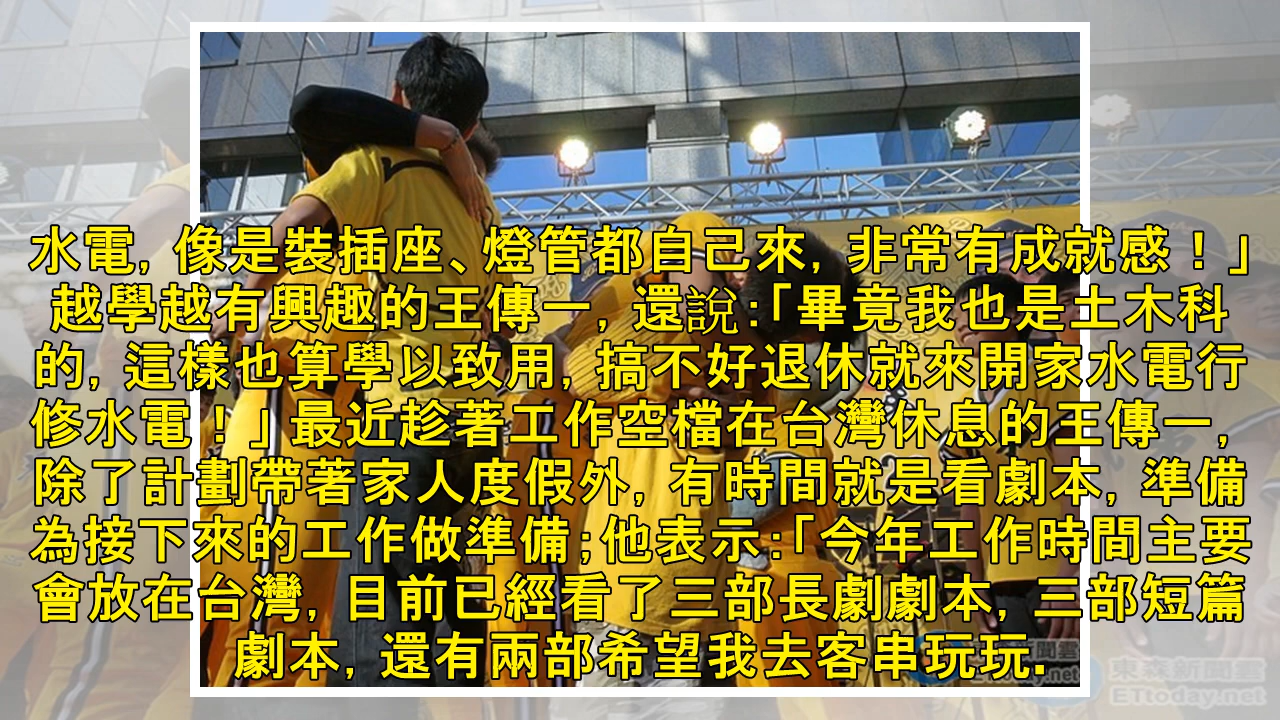 水電, 像是裝插座、燈管都自己來, 非常有成就感！」
越學越有興趣的王傳一, 還說:「畢竟我也是土木科
的, 這樣也算學以致用, 搞不好退休就來開家水電行
修水電！」最近趁著工作空檔在台灣休息的王傳一,
除了計劃帶著家人度假外, 有時間就是看劇本, 準備
為接下來的工作做準備;他表示:「今年工作時間主要
會放在台灣, 目前已經看了三部長劇劇本, 三部短篇
劇本, 還有兩部希望我去客串玩玩.
東森新聞雲
ETtoday.net